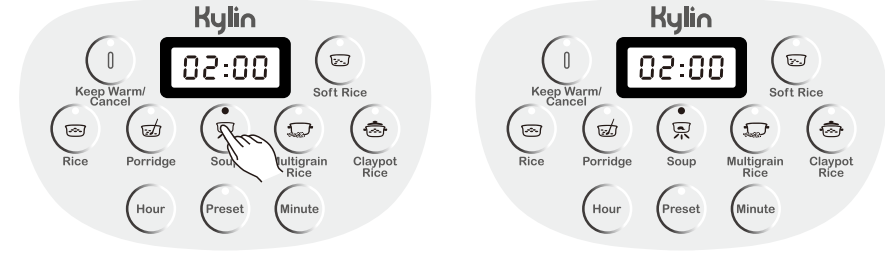 Kylin
02:00
Keep Warm/
Cancel
Soft Rice
Rice
Porridge
Soup
Multigrain
Rice
Claypot
Rice
Hour
Preset
Minute
Kylin
02:00
Keep Warm/
Cancel
Soft Rice
Rice
Porridge
Soup
Multigrain
Rice
Claypot
Rice
Hour
Preset
Minute